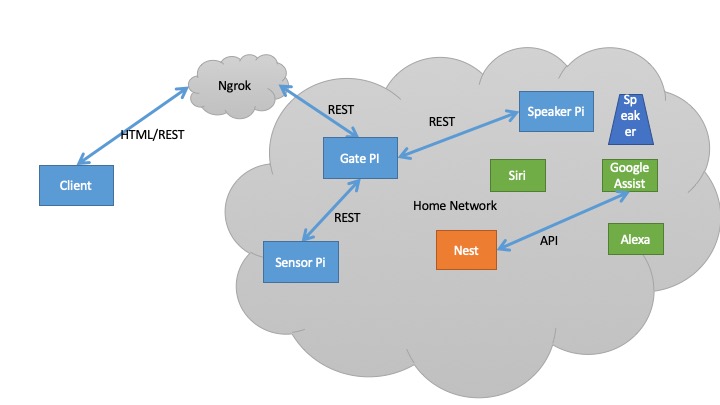 Ngrok
HTML/REST
Client
REST
Gate PI
REST
Speaker Pi
Sp
eak
er
Siri
Google
Assist
Home Network
REST
Sensor Pi
Nest
API
Alexa